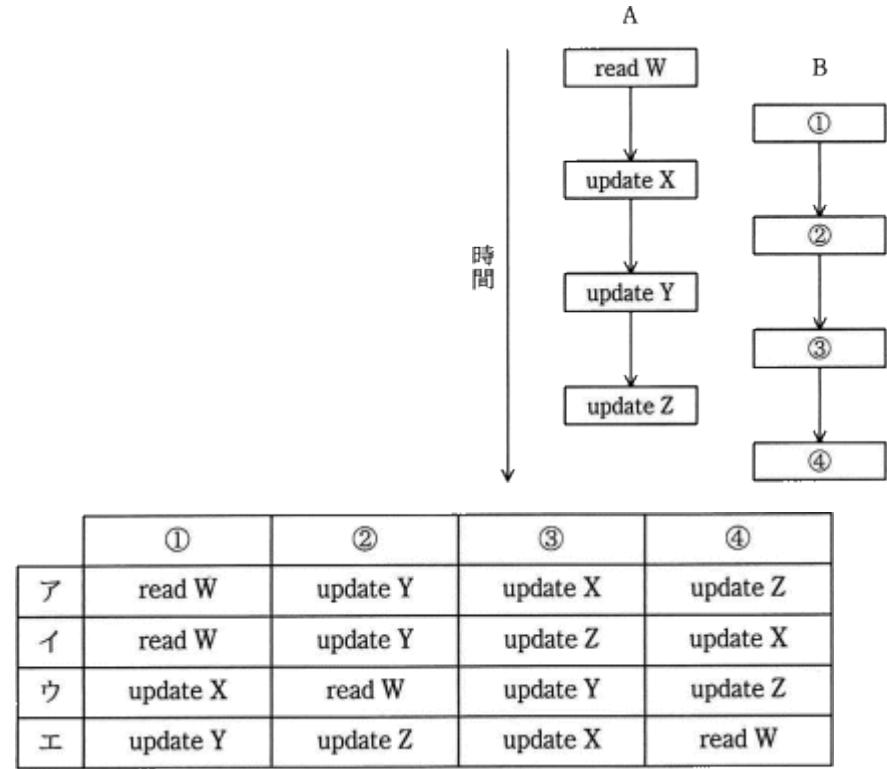 A
read W
B
①
update X
②
時間
update Y
③
update Z
④
① ② ③ ④
ア read W update Y update X update Z
イ read W update Y update Z update X
ウ update X read W update Y update Z
エ update Y update Z update X read W